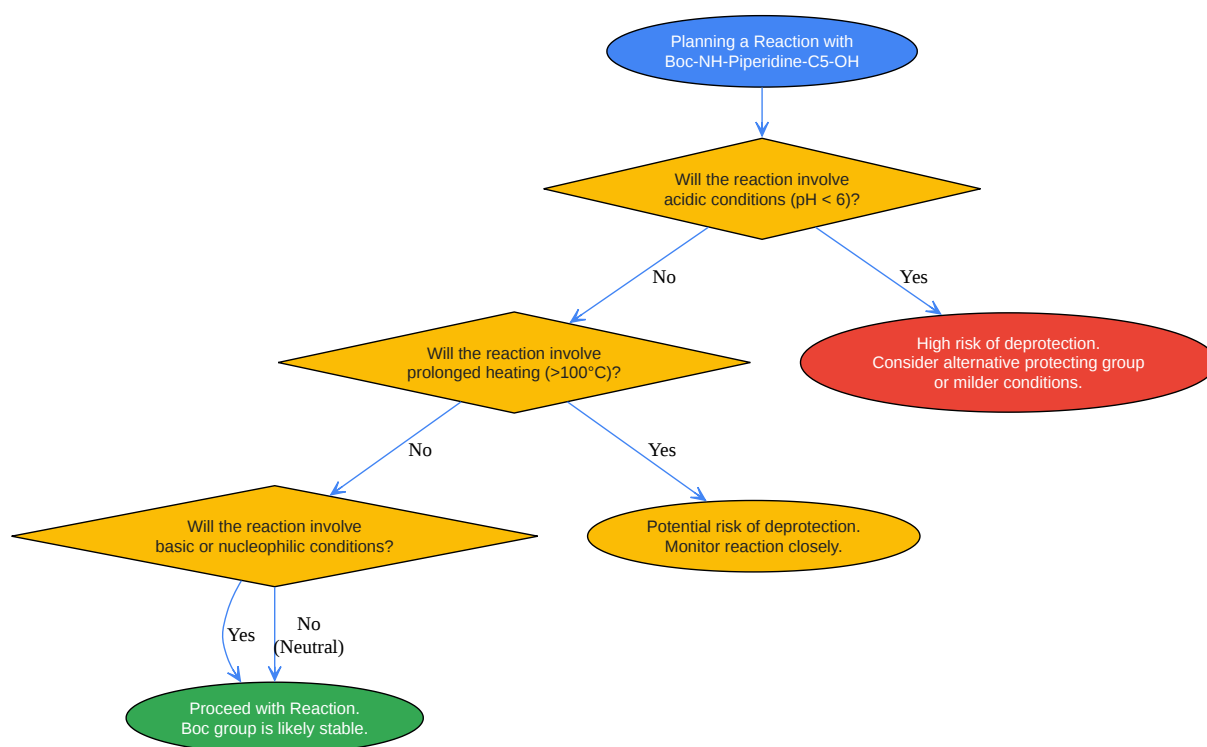 Planning a Reaction with
Boc-NH-Piperidine-C5-OH
Will the reaction involve
acidic conditions (pH < 6)?
No
Yes
Will the reaction involve
prolonged heating (>100°C)?
High risk of deprotection.
Consider alternative protecting group
or milder conditions.
No
Yes
Will the reaction involve
basic or nucleophilic conditions?
Potential risk of deprotection.
Monitor reaction closely.
Yes
No
(Neutral)
Proceed with Reaction.
Boc group is likely stable.